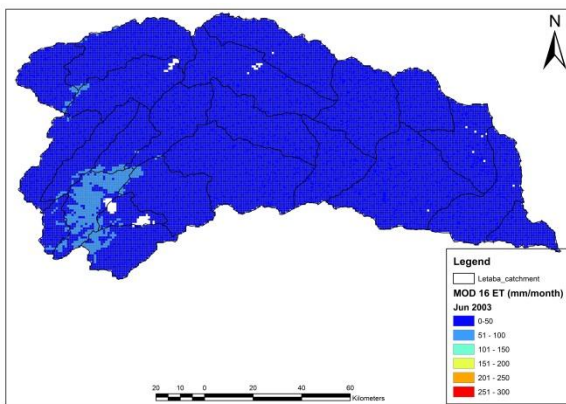 N
Legend
Letaba_catchment
MOD 16 ET (mm/month)
Jun 2003
0-50
51 - 100
101 - 150
151 - 200
201 - 250
251 - 300
20 10 0 20 40 60
Kilometers